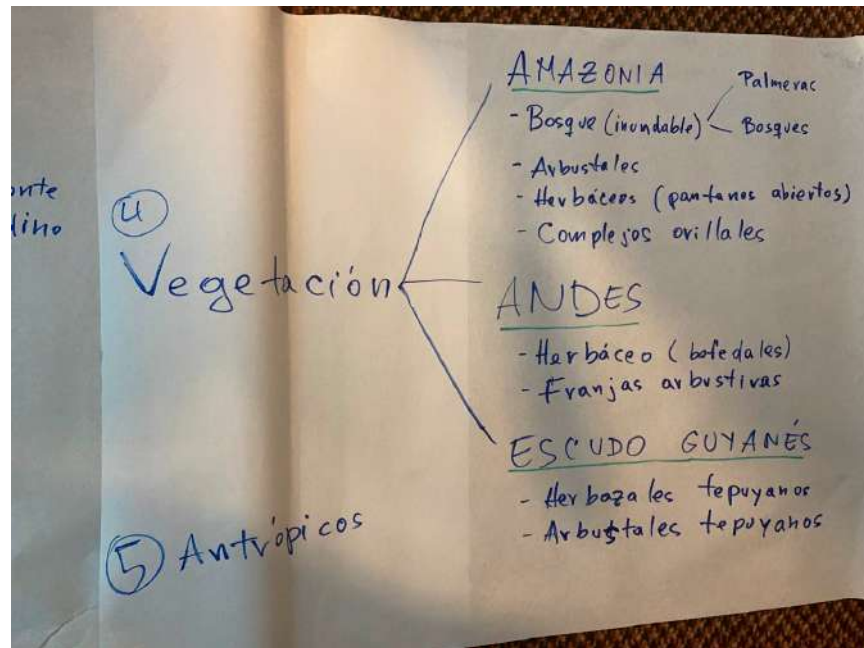 AMAZONIA
- Bosque (inundable)
Palmeras
Bosques
- Arbustales
- Herbáceos (pantanos abiertos)
- Complejos orillales
④
Vegetación
ANDES
- Herbáceo (bofedales)
- Franjas arbustivas
ESCUDO GUYANÉS
- Herbazales tepuyanos
- Arbustales tepuyanos
⑤ Antrópicos